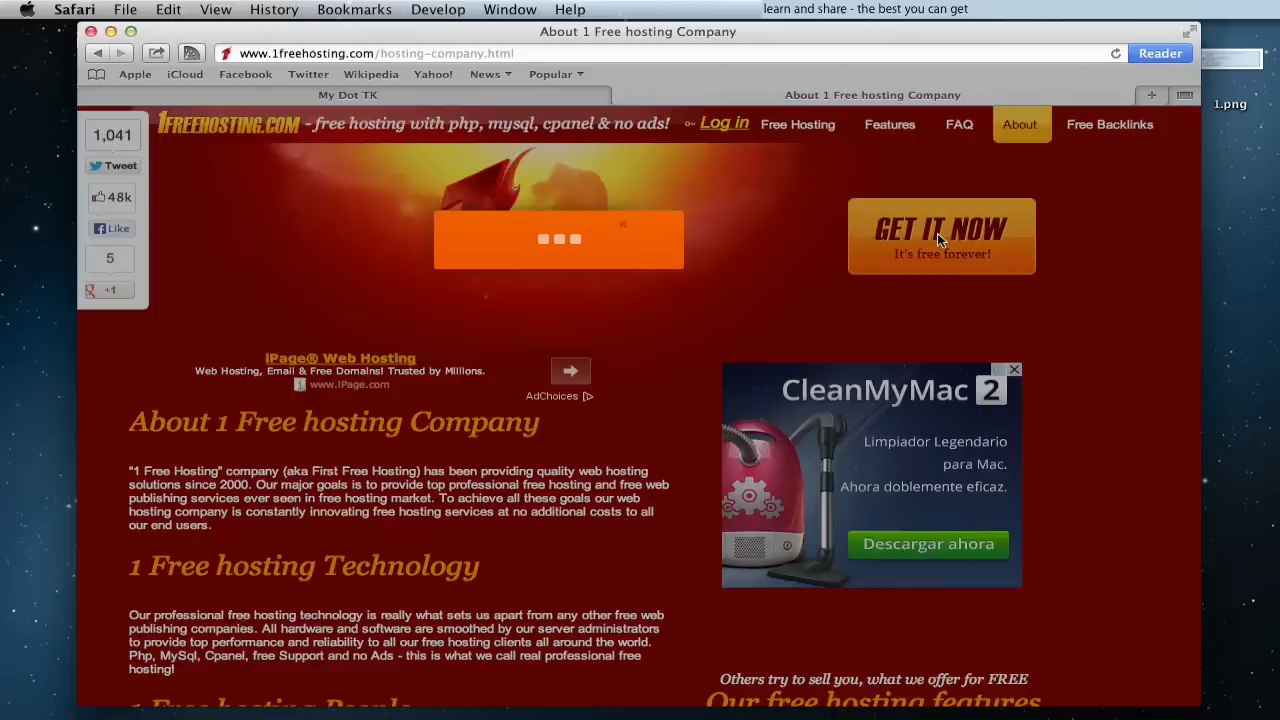 Safari File Edit View History Bookmarks Develop Window Help
learn and share - the best you can get
About 1 Free hosting Company
www.1freehosting.com/hosting-company.html
Reader
Apple iCloud Facebook Twitter Wikipedia Yahoo! News Popular
My Dot TK
About 1 Free hosting Company
1.png
1,041
Tweet
48k
Like
5
+1
1FREEHOSTING.COM - free hosting with php, mysql, cpanel & no ads!
Log in
Free Hosting Features FAQ About Free Backlinks
GET IT NOW
It's free forever!
iPage® Web Hosting
Web Hosting, Email & Free Domains! Trusted by Millions.
www.iPage.com
AdChoices
About 1 Free hosting Company
"1 Free Hosting" company (aka First Free Hosting) has been providing quality web hosting
solutions since 2000. Our major goals is to provide top professional free hosting and free web
publishing services ever seen in free hosting market. To achieve all these goals our web
hosting company is constantly innovating free hosting services at no additional costs to all
our end users.
1 Free hosting Technology
Our professional free hosting technology is really what sets us apart from any other free web
publishing companies. All hardware and software are smoothed by our server administrators
to provide top performance and reliability to all our free hosting clients all around the world.
Php, MySql, Cpanel, free Support and no Ads - this is what we call real professional free
hosting!
1 Free hosting People
CleanMyMac 2
Limpiador Legendario
para Mac.
Ahora doblemente eficaz.
Descargar ahora
Others try to sell you, what we offer for FREE
Our free hosting features